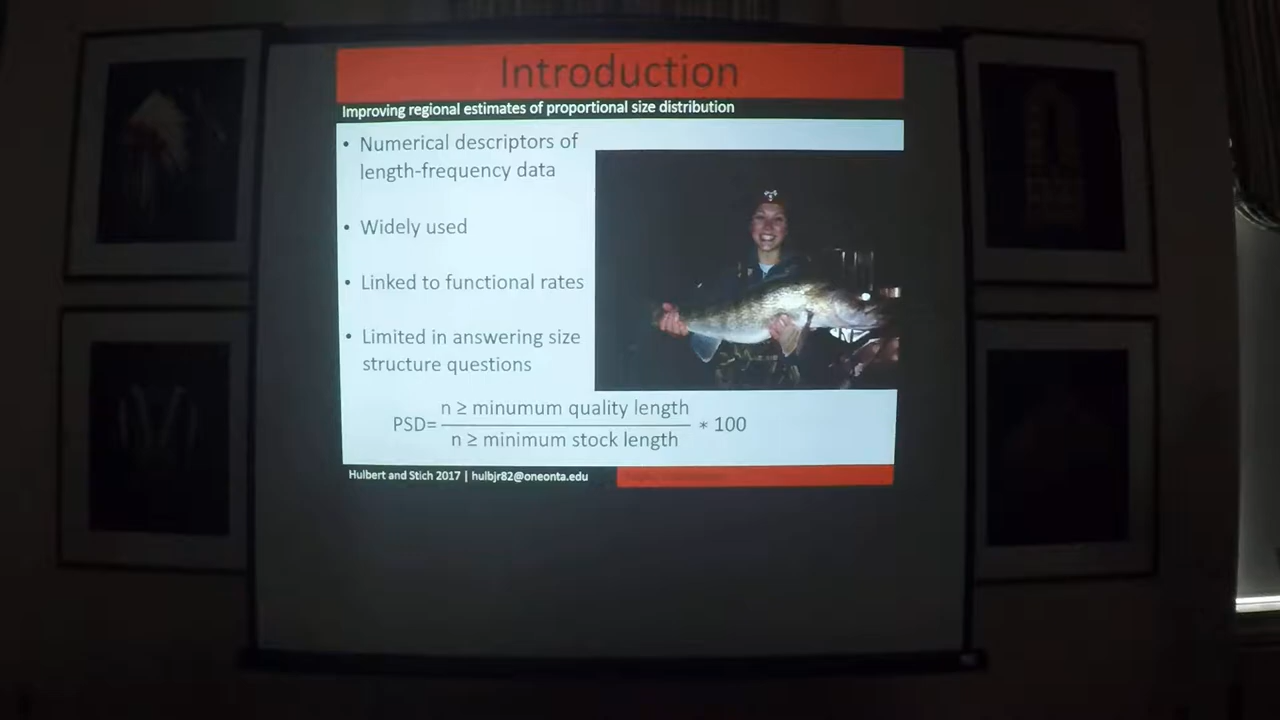 Introduction
Improving regional estimates of proportional size distribution
• Numerical descriptors of
length-frequency data
• Widely used
• Linked to functional rates
• Limited in answering size
structure questions
n ≥ minumum quality length
PSD= * 100
n ≥ minimum stock length
Hulbert and Stich 2017 | hulbjr82@oneonta.edu